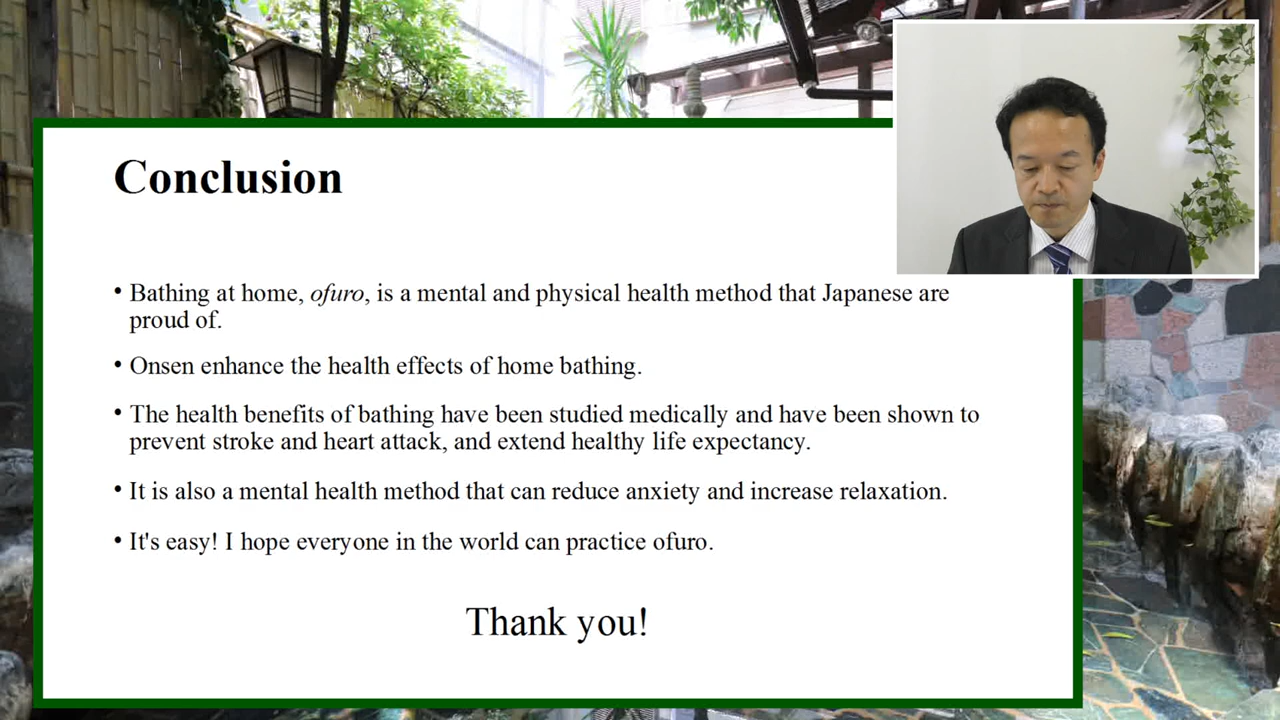 Conclusion
• Bathing at home, ofuro, is a mental and physical health method that Japanese are
proud of.
• Onsen enhance the health effects of home bathing.
• The health benefits of bathing have been studied medically and have been shown to
prevent stroke and heart attack, and extend healthy life expectancy.
• It is also a mental health method that can reduce anxiety and increase relaxation.
• It's easy! I hope everyone in the world can practice ofuro.
Thank you!